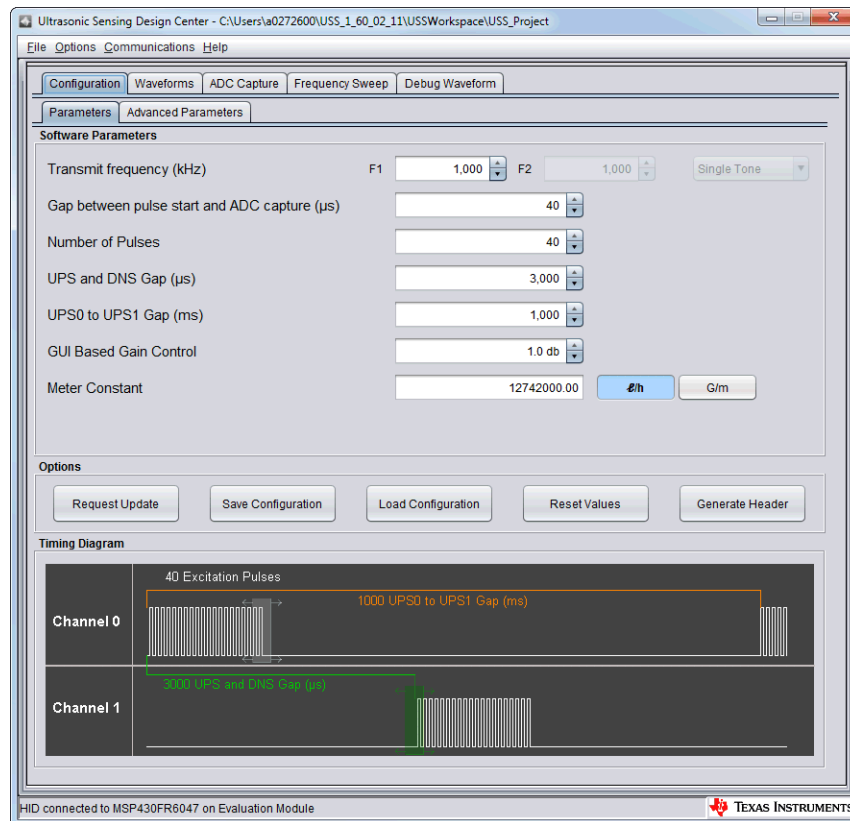 Ultrasonic Sensing Design Center - C:\Users\a0272600\USS_1_60_02_11\USSWorkspace\USS_Project
File Options Communications Help
Configuration Waveforms ADC Capture Frequency Sweep Debug Waveform
Parameters Advanced Parameters
Software Parameters
Transmit frequency (kHz) F1 1,000 F2 1,000 Single Tone
Gap between pulse start and ADC capture (µs) 40
Number of Pulses 40
UPS and DNS Gap (µs) 3,000
UPS0 to UPS1 Gap (ms) 1,000
GUI Based Gain Control 1.0 db
Meter Constant 12742000.00 ℓ/h G/m
Options
Request Update Save Configuration Load Configuration Reset Values Generate Header
Timing Diagram
40 Excitation Pulses
1000 UPS0 to UPS1 Gap (ms)
Channel 0
3000 UPS and DNS Gap (µs)
Channel 1
HID connected to MSP430FR6047 on Evaluation Module TEXAS INSTRUMENTS